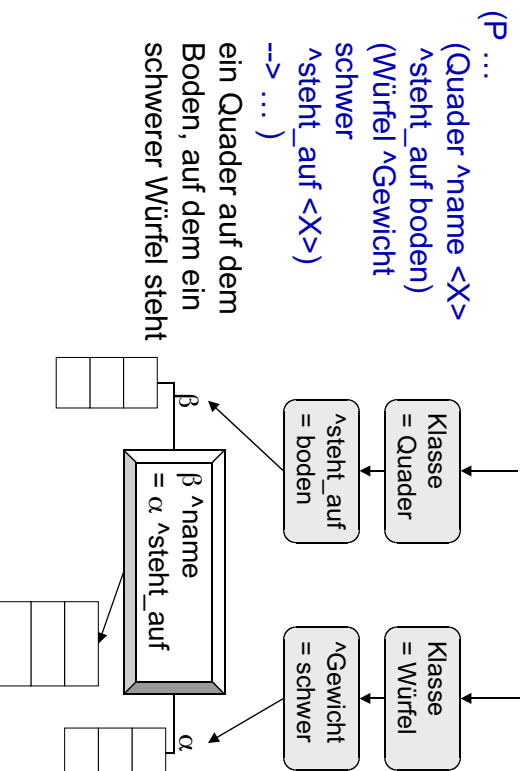 (P …
(Quader ^name <X>
^steht_auf boden)
(Würfel ^Gewicht
schwer
^steht_auf <X>)
--> … )
ein Quader auf dem
Boden, auf dem ein
schwerer Würfel steht
Klasse
= Quader
^steht_auf
= boden
Klasse
= Würfel
^Gewicht
= schwer
β
β ^name
= α ^steht_auf
α